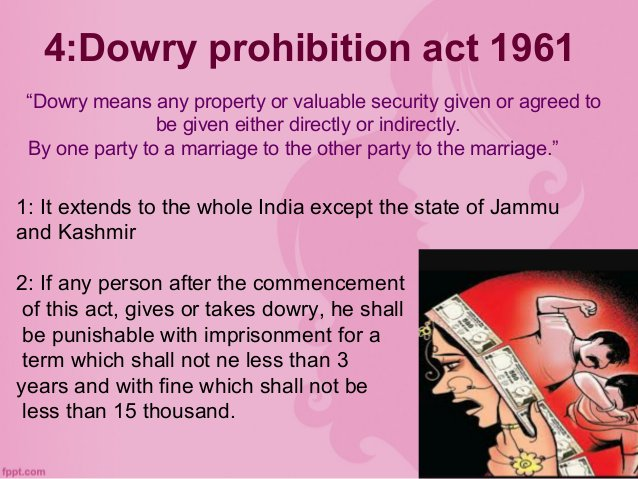 4:Dowry prohibition act 1961
“Dowry means any property or valuable security given or agreed to
be given either directly or indirectly.
By one party to a marriage to the other party to the marriage.”
1: It extends to the whole India except the state of Jammu
and Kashmir
2: If any person after the commencement
of this act, gives or takes dowry, he shall
be punishable with imprisonment for a
term which shall not ne less than 3
years and with fine which shall not be
less than 15 thousand.
fppt.com